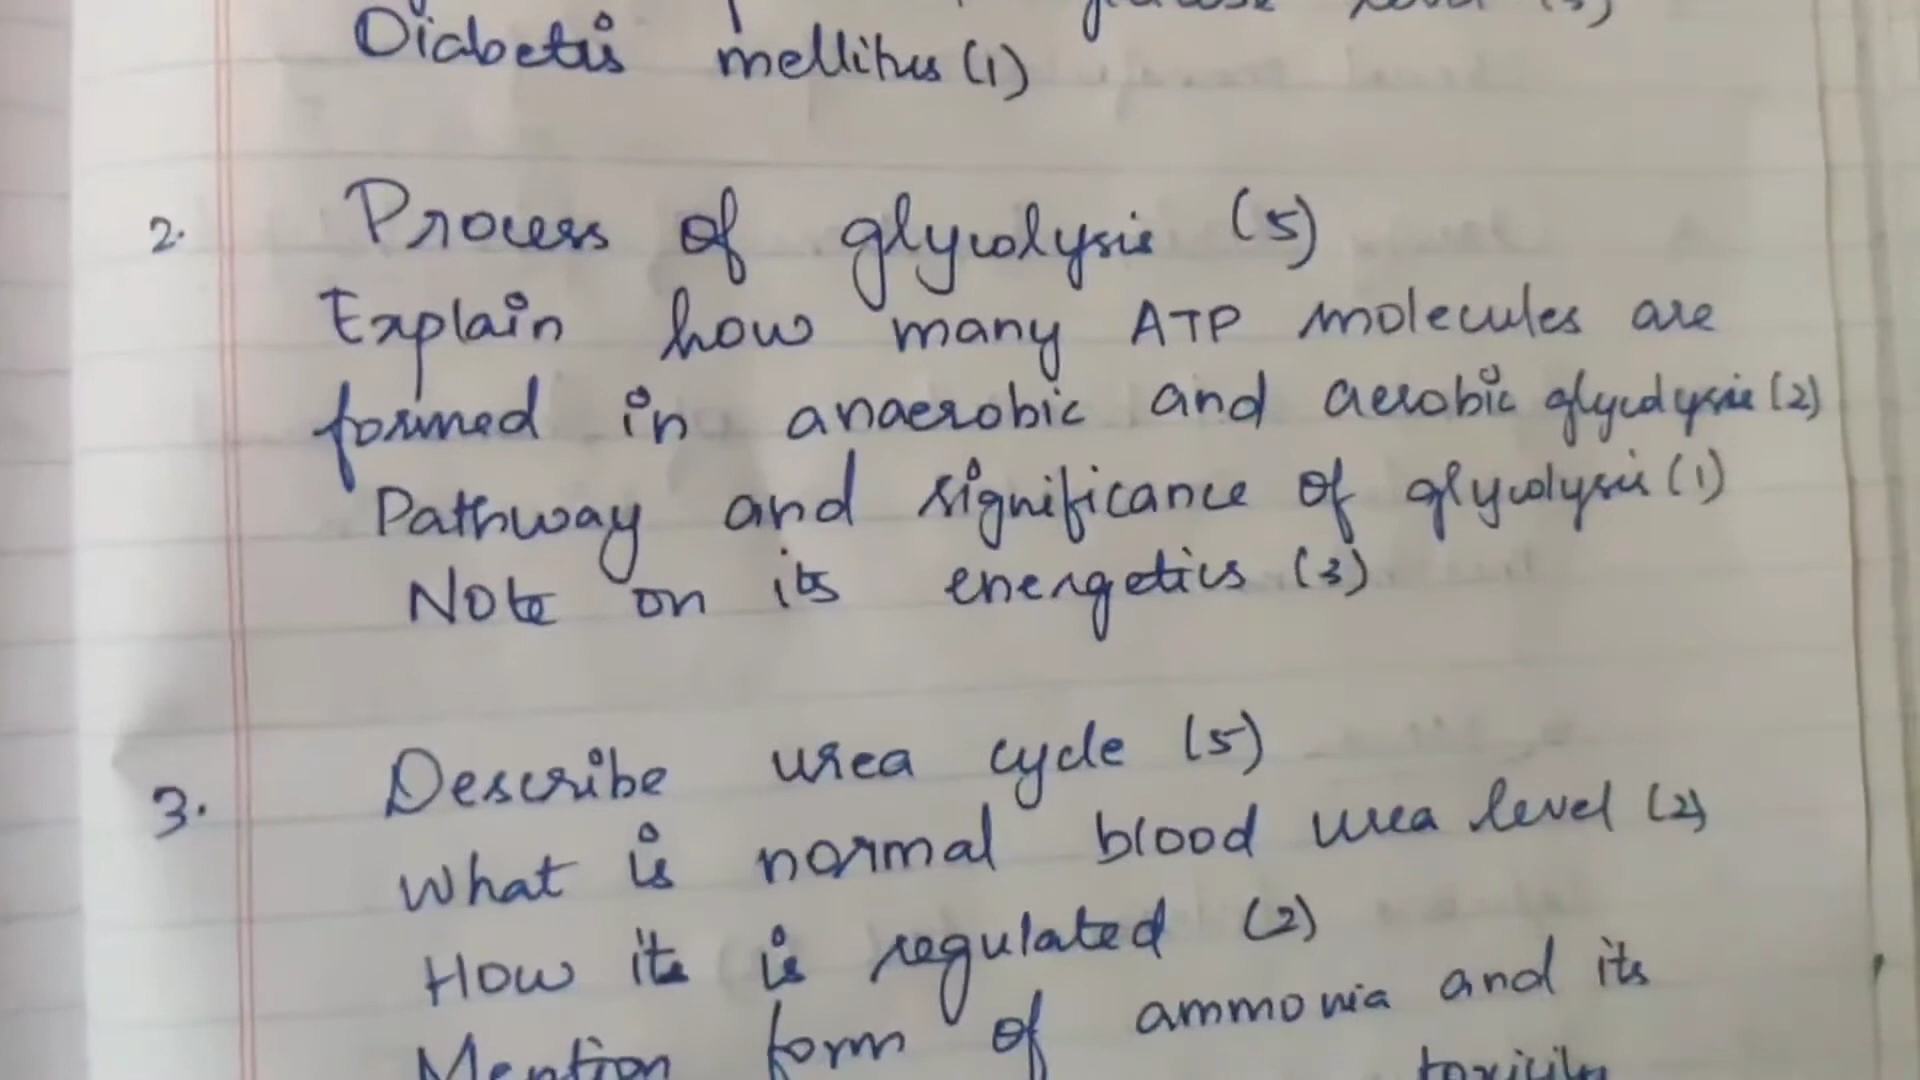 Diabetis mellitus (1)
2. Process of glycolysis (5)
Explain how many ATP molecules are
formed in anaerobic and aerobic glycolysis (2)
Pathway and significance of glycolysis (1)
Note on its energetics (3)
3. Describe urea cycle (5)
What is normal blood urea level (2)
How its is regulated (2)
Mention form of ammonia and its
toxicity